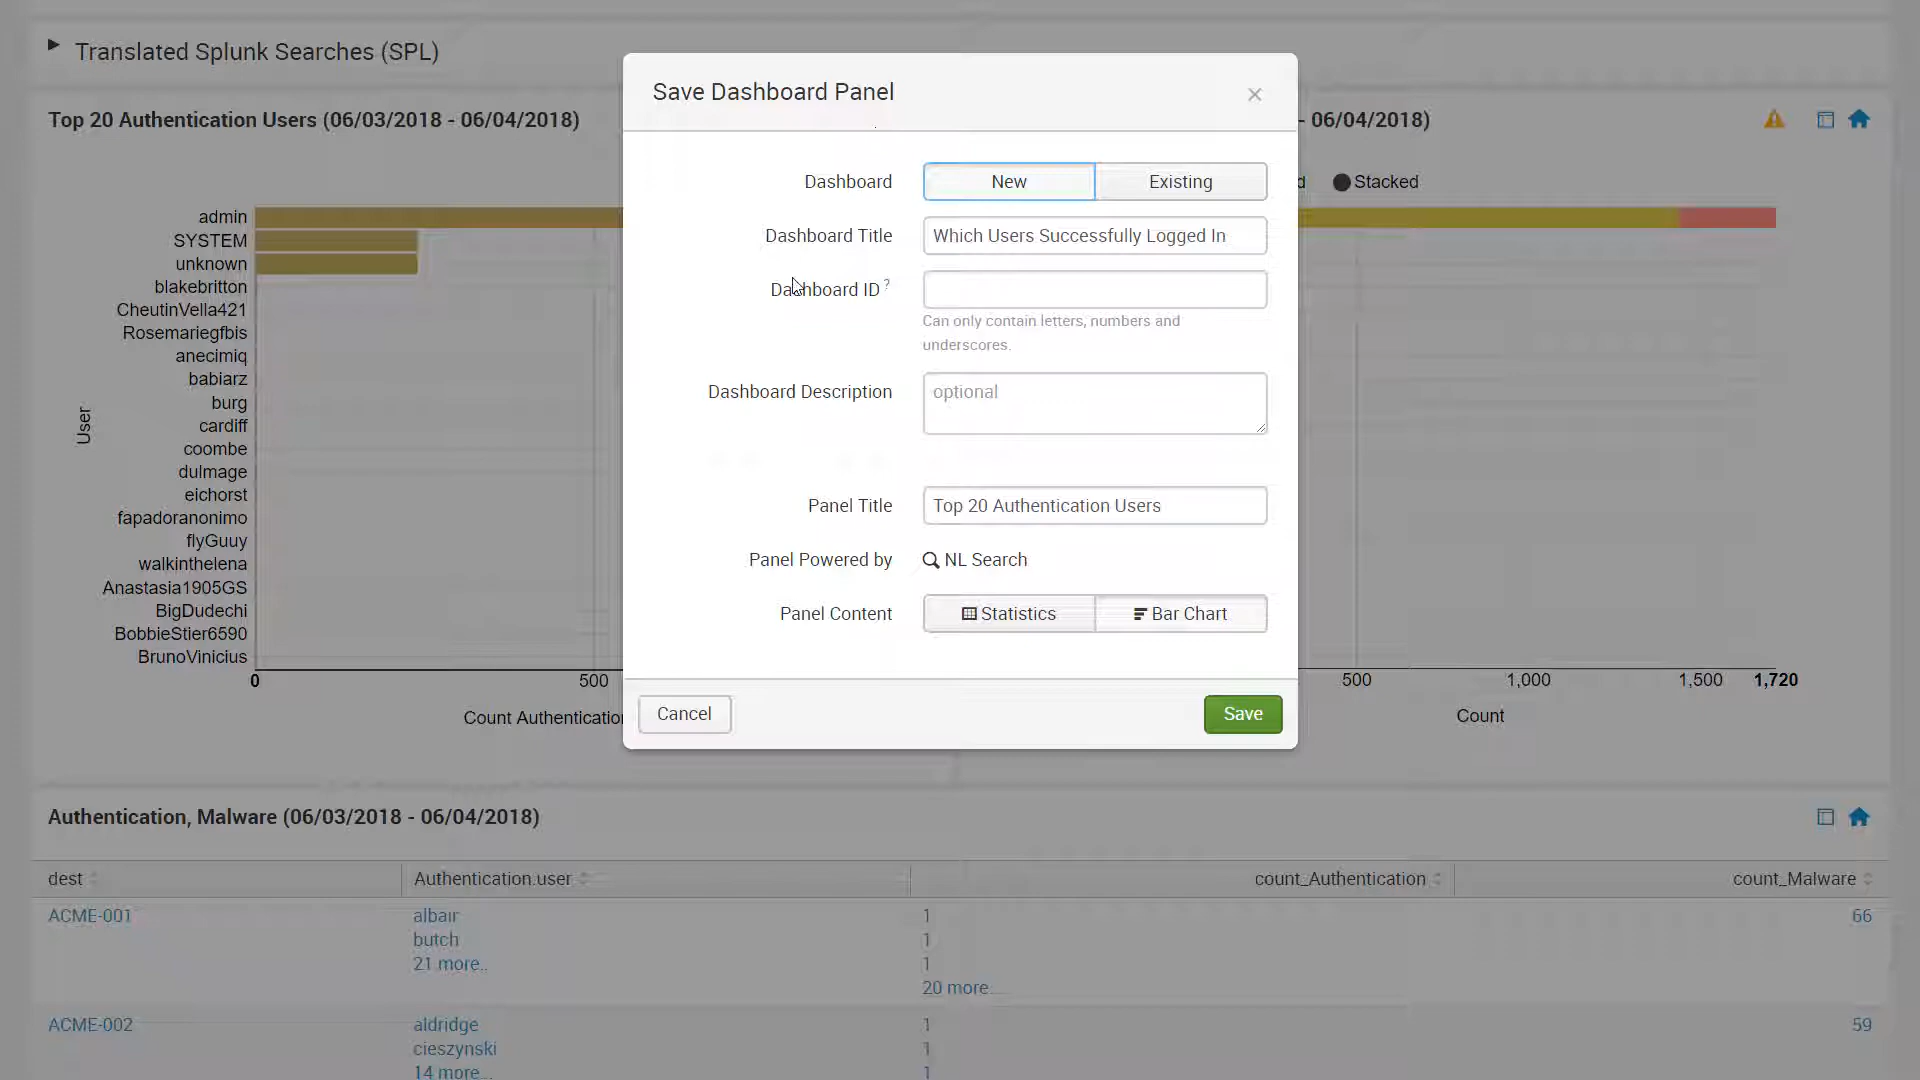 Translated Splunk Searches (SPL)
Top 20 Authentication Users (06/03/2018 - 06/04/2018)
- 06/04/2018)
d
Stacked
admin
SYSTEM
unknown
blakebritton
CheutinVella421
Rosemariegfbis
anecimiq
babiarz
burg
cardiff
coombe
dulmage
eichorst
fapadoranonimo
flyGuuy
walkinthelena
Anastasia1905GS
BigDudechi
BobbieStier6590
BrunoVinicius
User
0
500
Count Authentication
500
1,000
1,500
1,720
Count
Save Dashboard Panel
×
Dashboard
New
Existing
Dashboard Title
Which Users Successfully Logged In
Dashboard ID ?
Can only contain letters, numbers and
underscores.
Dashboard Description
optional
Panel Title
Top 20 Authentication Users
Panel Powered by
NL Search
Panel Content
Statistics
Bar Chart
Cancel
Save
Authentication, Malware (06/03/2018 - 06/04/2018)
dest
Authentication.user
count_Authentication
count_Malware
ACME-001
albair
1
66
butch
1
21 more..
1
20 more....
ACME-002
aldridge
1
59
cieszynski
1
14 more...
1